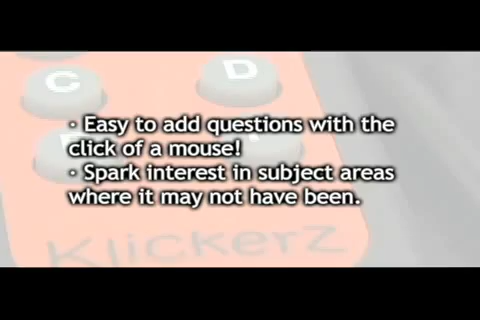 C D
· Easy to add questions with the
click of a mouse!
· Spark interest in subject areas
where it may not have been.
Klickerz